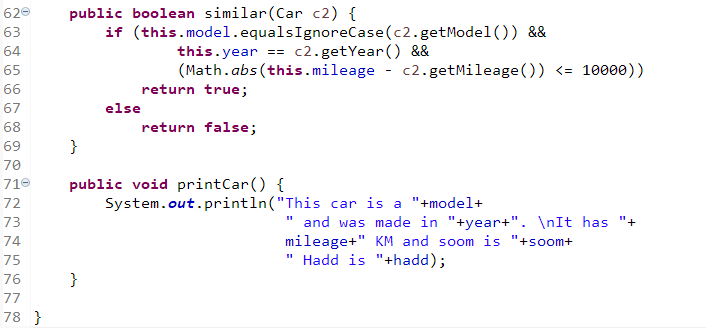 62 public boolean similar(Car c2) {
63 if (this.model.equalsIgnoreCase(c2.getModel()) &&
64 this.year == c2.getYear() &&
65 (Math.abs(this.mileage - c2.getMileage()) <= 10000))
66 return true;
67 else
68 return false;
69 }
70
71 public void printCar() {
72 System.out.println("This car is a "+model+
73 " and was made in "+year+". \nIt has "+
74 mileage+" KM and soom is "+soom+
75 " Hadd is "+hadd);
76 }
77
78 }